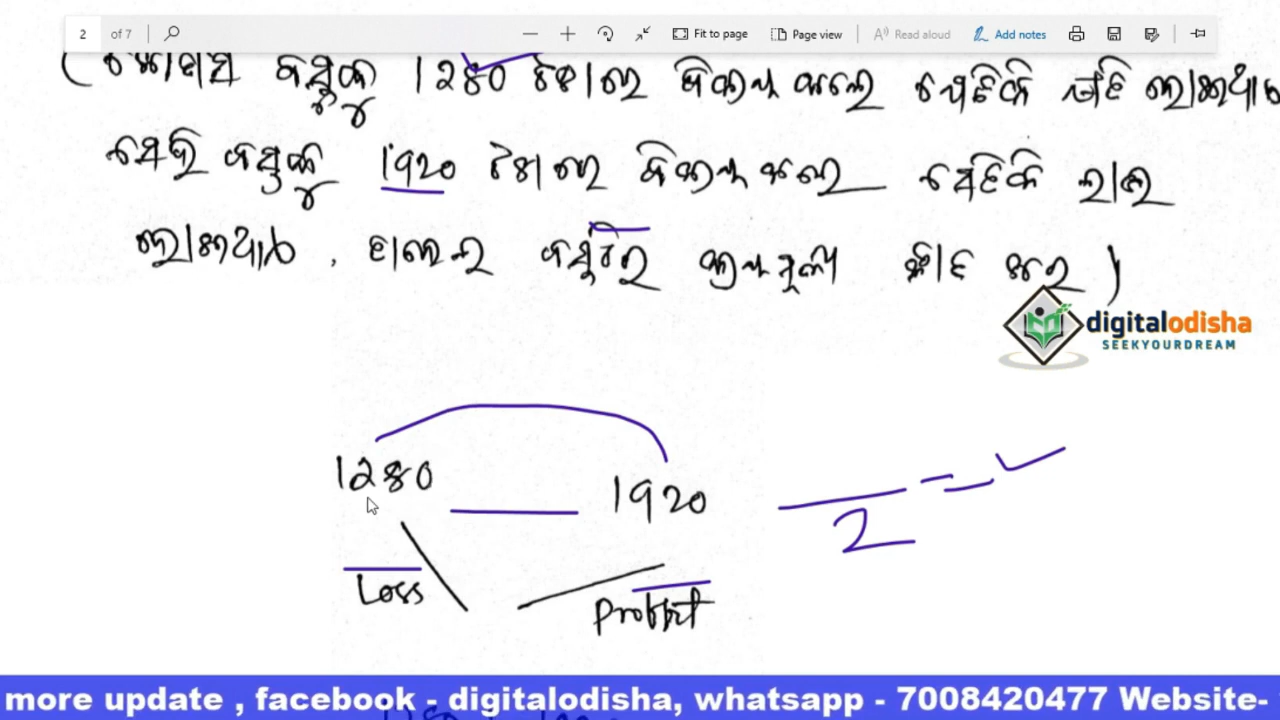 2 of 7 Fit to page Page view Read aloud Add notes
ବସ୍ତୁକୁ 1280 ଟଙ୍କାରେ ବିକ୍ରୟ କଲେ ଯେତିକି କ୍ଷତି
ସେହି ବସ୍ତୁକୁ 1920 ଟଙ୍କାରେ ବିକ୍ରୟ କଲେ ସେତିକି ଲାଭ
ହୋଇଥାଏ, ତାହେଲେ ବସ୍ତୁଟିର କ୍ରୟମୂଲ୍ୟ କର)
digitalodisha
SEEKYOURDREAM
1280 1920
2
Loss
Profit
more update , facebook - digitalodisha, whatsapp - 7008420477 Website-